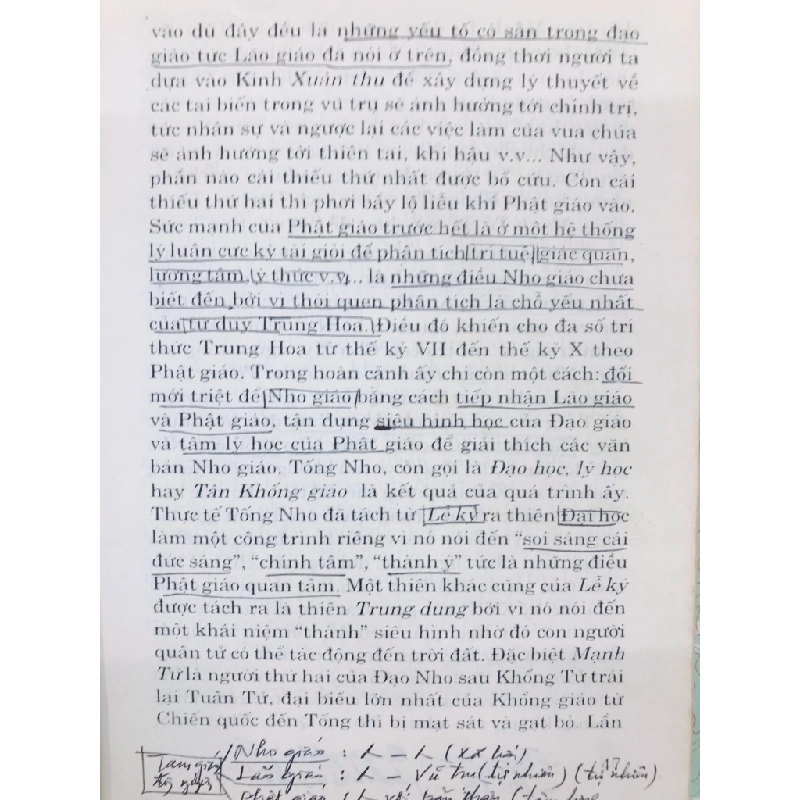 vào dù đây đều là những yếu tố có sẵn trong đạo
giáo tức Lão giáo đã nói ở trên, đồng thời người ta
dựa vào Kinh Xuân thu để xây dựng lý thuyết về
các tai biến trong vũ trụ sẽ ảnh hưởng tới chính trị,
tức nhân sự và ngược lại các việc làm của vua chúa
sẽ ảnh hưởng tới thiên tai, khí hậu v.v... Như vậy,
phần nào cái thiếu thứ nhất được bổ cứu. Còn cái
thiếu thứ hai thì phơi bầy lộ liễu khi Phật giáo vào.
Sức mạnh của Phật giáo trước hết là ở một hệ thống
lý luận cực kỳ tài giỏi để phân tích trí tuệ, giác quan,
lương tâm, lý thức v.v... là những điều Nho giáo chưa
biết đến bởi vì thói quen phân tích là chỗ yếu nhất
của tư duy Trung Hoa. Điều đó khiến cho đa số trí
thức Trung Hoa từ thế kỷ VII đến thế kỷ X theo
Phật giáo. Trong hoàn cảnh ấy chỉ còn một cách: đổi
mới triệt để Nho giáo bằng cách tiếp nhận Lão giáo
và Phật giáo, tận dụng siêu hình học của Đạo giáo
và tâm lý học của Phật giáo để giải thích các văn
bản Nho giáo. Tống Nho, còn gọi là Đạo học, lý học
hay Tân Khổng giáo là kết quả của quá trình ấy.
Thực tế Tống Nho đã tách từ Lễ ký ra thiên Đại học
làm một công trình riêng vì nó nói đến "soi sáng cái
đức sáng", "chính tâm", "thành ý" tức là những điều
Phật giáo quan tâm. Một thiên khác cũng của Lễ ký
được tách ra là thiên Trung dung bởi vì nó nói đến
một khái niệm "thành" siêu hình nhờ đó con người
quân tử có thể tác động đến trời đất. Đặc biệt Mạnh
Tử là người thứ hai của Đạo Nho sau Khổng Tử trái
lại Tuân Tử, đại biểu lớn nhất của Khổng giáo từ
Chiến quốc đến Tống thì bị mạt sát và gạt bỏ. Lần
Nho giáo :
17
Lão giáo : Vũ trụ (tự nhiên) (tự nhiên)
Phật giáo :